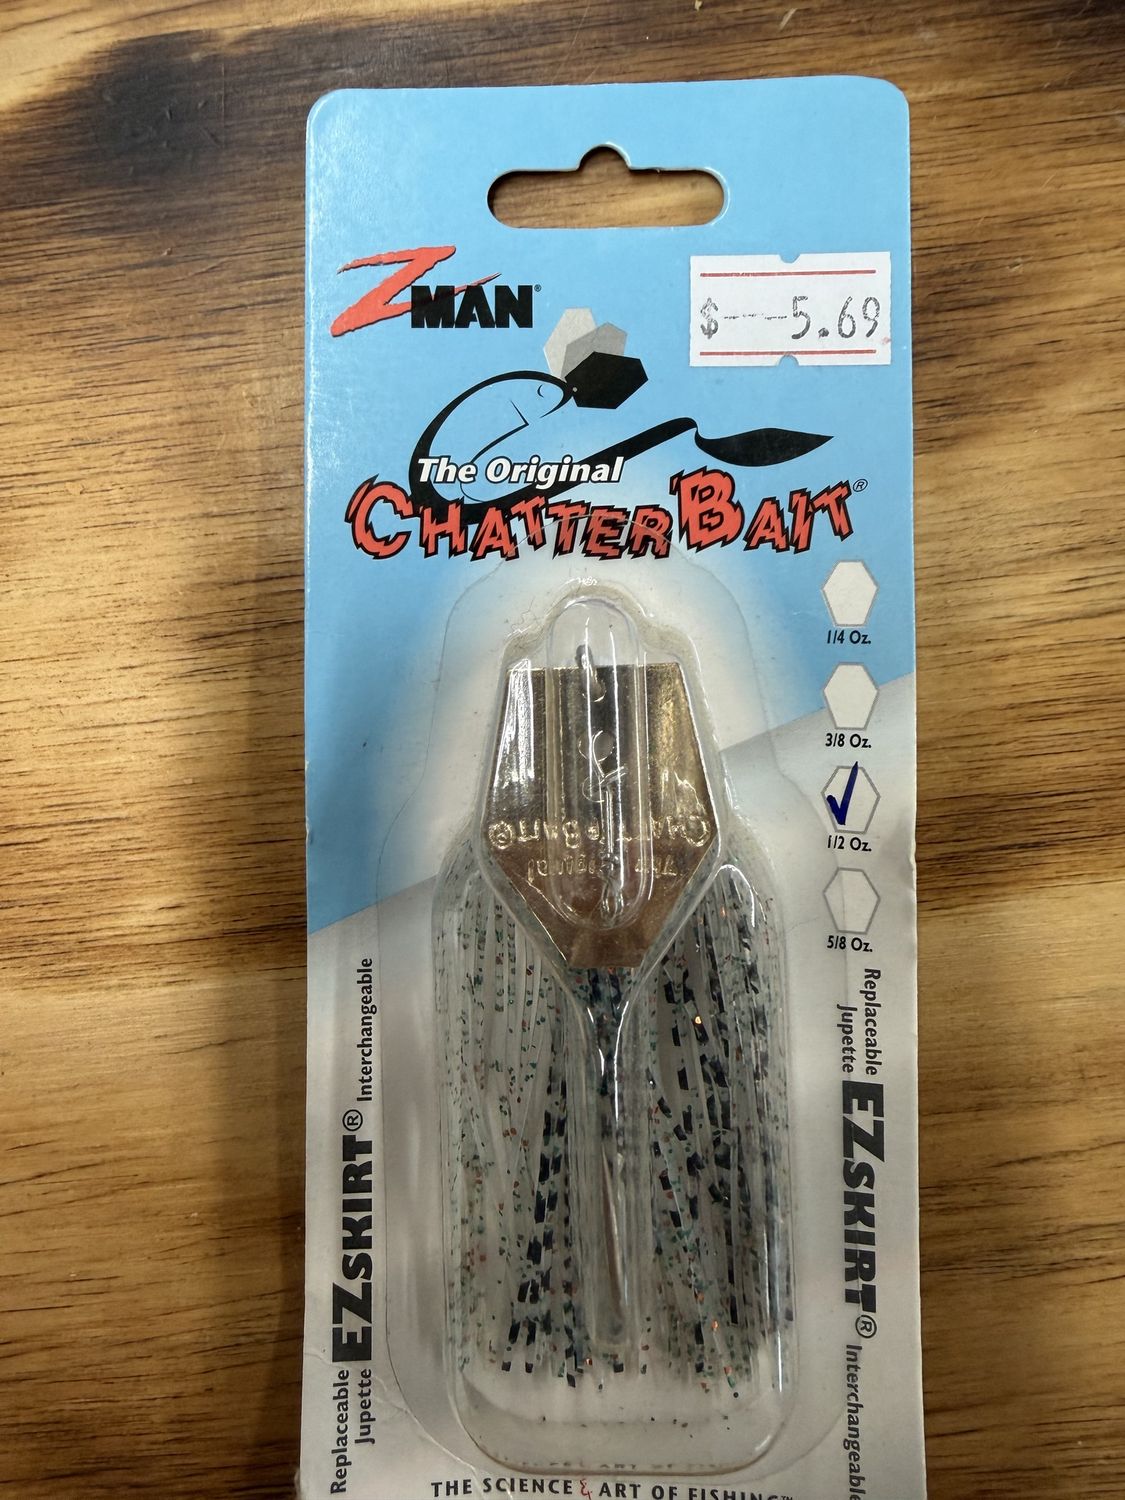 ZMAN®
$---5.69
The Original
CHATTERBAIT®
1/4 Oz.
3/8 Oz.
1/2 Oz.
5/8 Oz.
Replaceable EZSKIRT® Interchangeable
Jupette
Replaceable EZSKIRT® Interchangeable
Jupette
THE SCIENCE & ART OF FISHING™